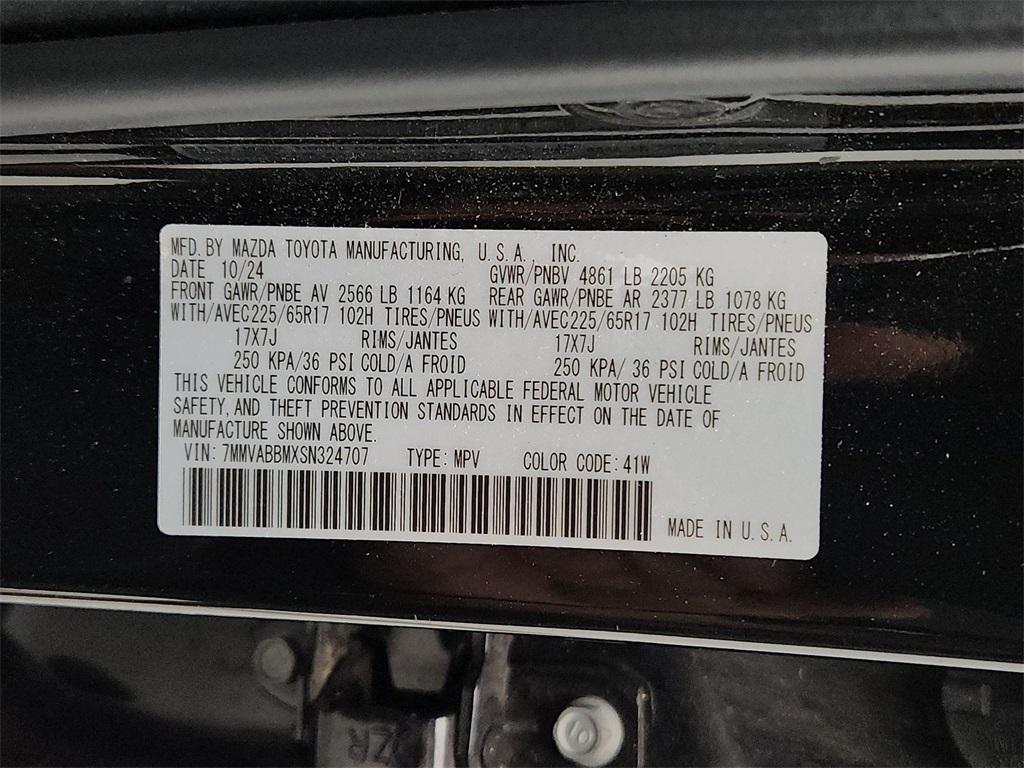 MFD. BY MAZDA TOYOTA MANUFACTURING, U.S.A., INC.
DATE 10/24 GVWR/PNBV 4861 LB 2205 KG
FRONT GAWR/PNBE AV 2566 LB 1164 KG REAR GAWR/PNBE AR 2377 LB 1078 KG
WITH/AVEC225/65R17 102H TIRES/PNEUS WITH/AVEC225/65R17 102H TIRES/PNEUS
17X7J RIMS/JANTES 17X7J RIMS/JANTES
250 KPA/36 PSI COLD/A FROID 250 KPA/ 36 PSI COLD/A FROID
THIS VEHICLE CONFORMS TO ALL APPLICABLE FEDERAL MOTOR VEHICLE
SAFETY, AND THEFT PREVENTION STANDARDS IN EFFECT ON THE DATE OF
MANUFACTURE SHOWN ABOVE.
VIN: 7MMVABBMXSN324707 TYPE: MPV COLOR CODE: 41W
MADE IN U.S.A.